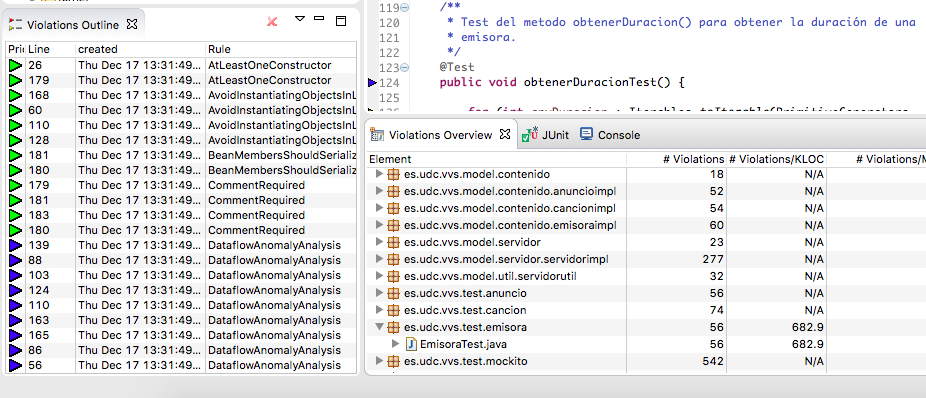 Violations Outline
Pric Line created Rule
26 Thu Dec 17 13:31:49... AtLeastOneConstructor
179 Thu Dec 17 13:31:49... AtLeastOneConstructor
168 Thu Dec 17 13:31:49... AvoidInstantiatingObjectsInL
60 Thu Dec 17 13:31:49... AvoidInstantiatingObjectsInL
110 Thu Dec 17 13:31:49... AvoidInstantiatingObjectsInL
128 Thu Dec 17 13:31:49... AvoidInstantiatingObjectsInL
181 Thu Dec 17 13:31:49... BeanMembersShouldSerializ
180 Thu Dec 17 13:31:49... BeanMembersShouldSerializ
179 Thu Dec 17 13:31:49... CommentRequired
181 Thu Dec 17 13:31:49... CommentRequired
183 Thu Dec 17 13:31:49... CommentRequired
180 Thu Dec 17 13:31:49... CommentRequired
139 Thu Dec 17 13:31:49... DataflowAnomalyAnalysis
88 Thu Dec 17 13:31:49... DataflowAnomalyAnalysis
103 Thu Dec 17 13:31:49... DataflowAnomalyAnalysis
124 Thu Dec 17 13:31:49... DataflowAnomalyAnalysis
110 Thu Dec 17 13:31:49... DataflowAnomalyAnalysis
163 Thu Dec 17 13:31:49... DataflowAnomalyAnalysis
165 Thu Dec 17 13:31:49... DataflowAnomalyAnalysis
86 Thu Dec 17 13:31:49... DataflowAnomalyAnalysis
56 Thu Dec 17 13:31:49... DataflowAnomalyAnalysis
119 /**
120 * Test del metodo obtenerDuracion() para obtener la duración de una
121 * emisora.
122 */
123 @Test
124 public void obtenerDuracionTest() {
125
Violations Overview JUnit Console
Element # Violations # Violations/KLOC # Violations/M
es.udc.vvs.model.contenido 18 N/A
es.udc.vvs.model.contenido.anuncioimpl 52 N/A
es.udc.vvs.model.contenido.cancionimpl 54 N/A
es.udc.vvs.model.contenido.emisoraimpl 60 N/A
es.udc.vvs.model.servidor 23 N/A
es.udc.vvs.model.servidor.servidorimpl 277 N/A
es.udc.vvs.model.util.servidorutil 32 N/A
es.udc.vvs.test.anuncio 56 N/A
es.udc.vvs.test.cancion 74 N/A
es.udc.vvs.test.emisora 56 682.9
EmisoraTest.java 56 682.9
es.udc.vvs.test.mockito 542 N/A